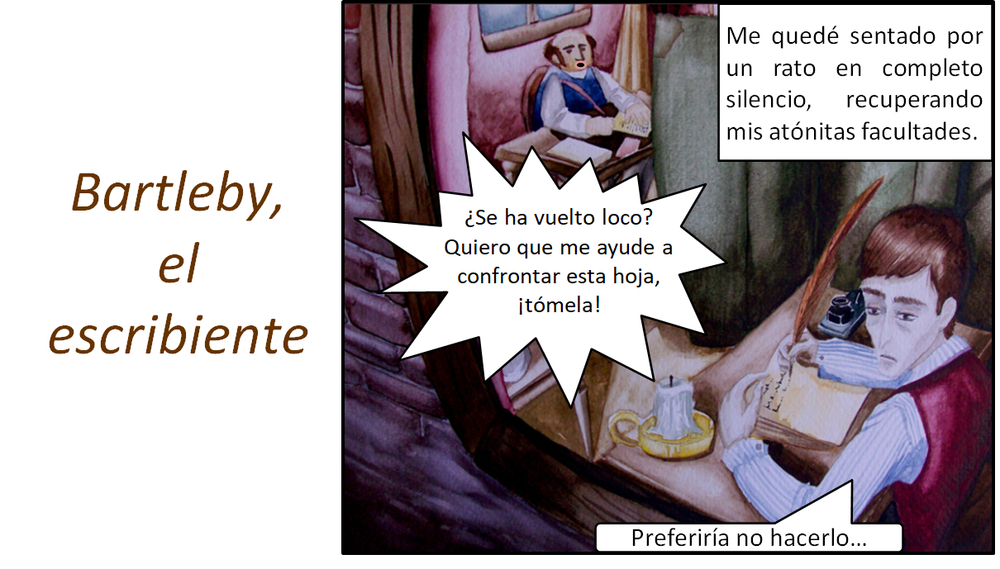 Bartleby,
el
escribiente
Me quedé sentado por
un rato en completo
silencio, recuperando
mis atónitas facultades.
¿Se ha vuelto loco?
Quiero que me ayude a
confrontar esta hoja,
¡tómela!
Preferiría no hacerlo...